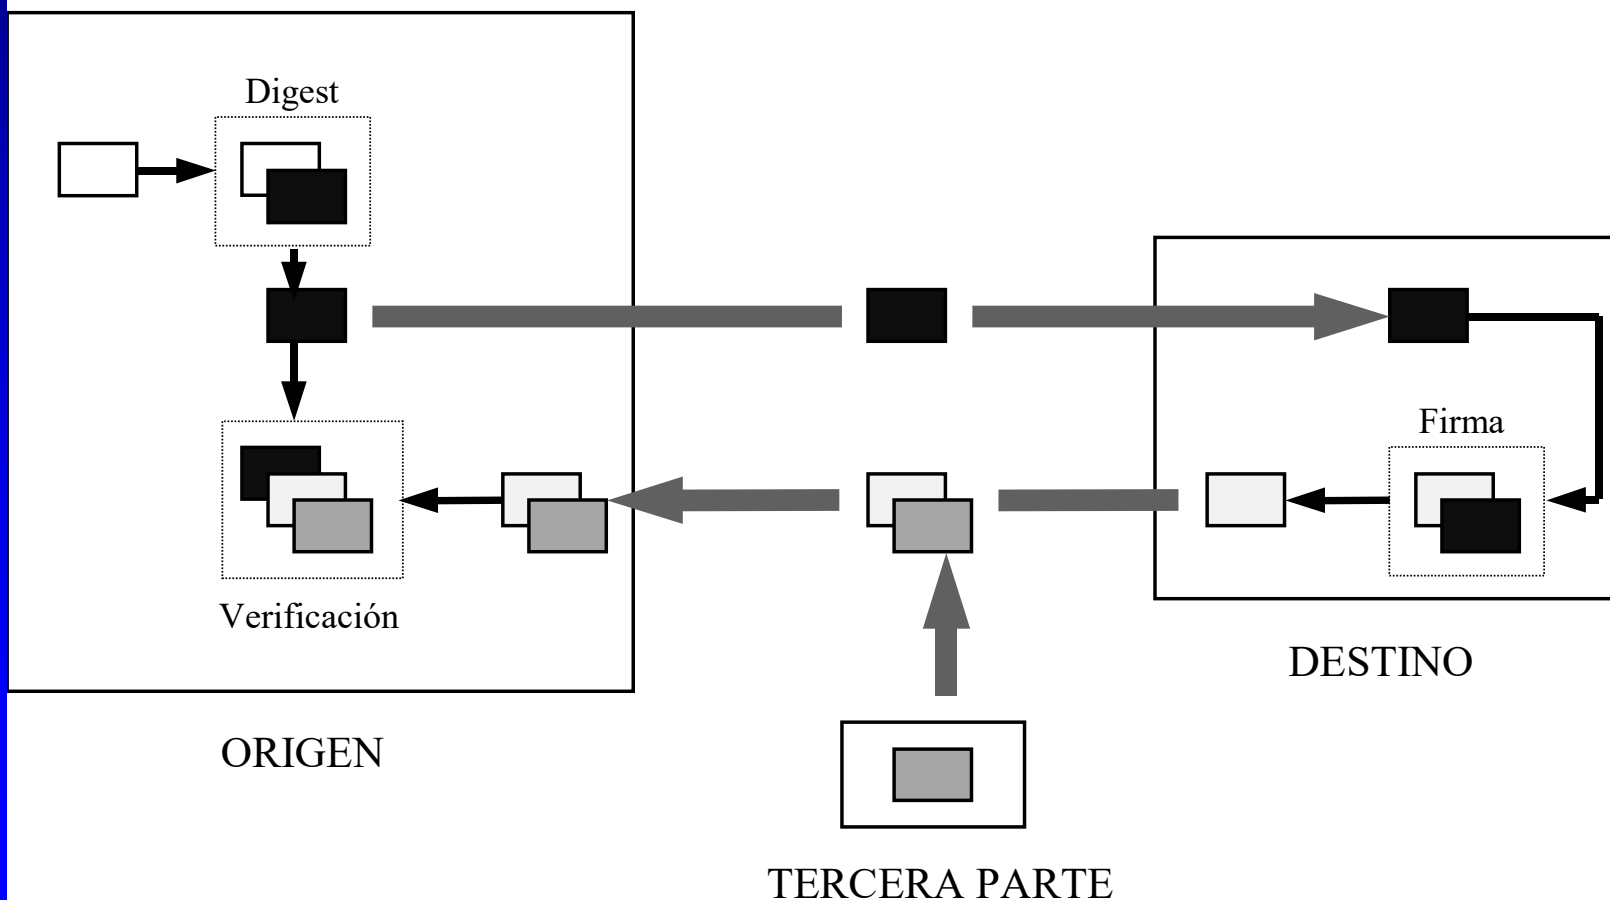 Digest
Firma
Verificación
DESTINO
ORIGEN
TERCERA PARTE